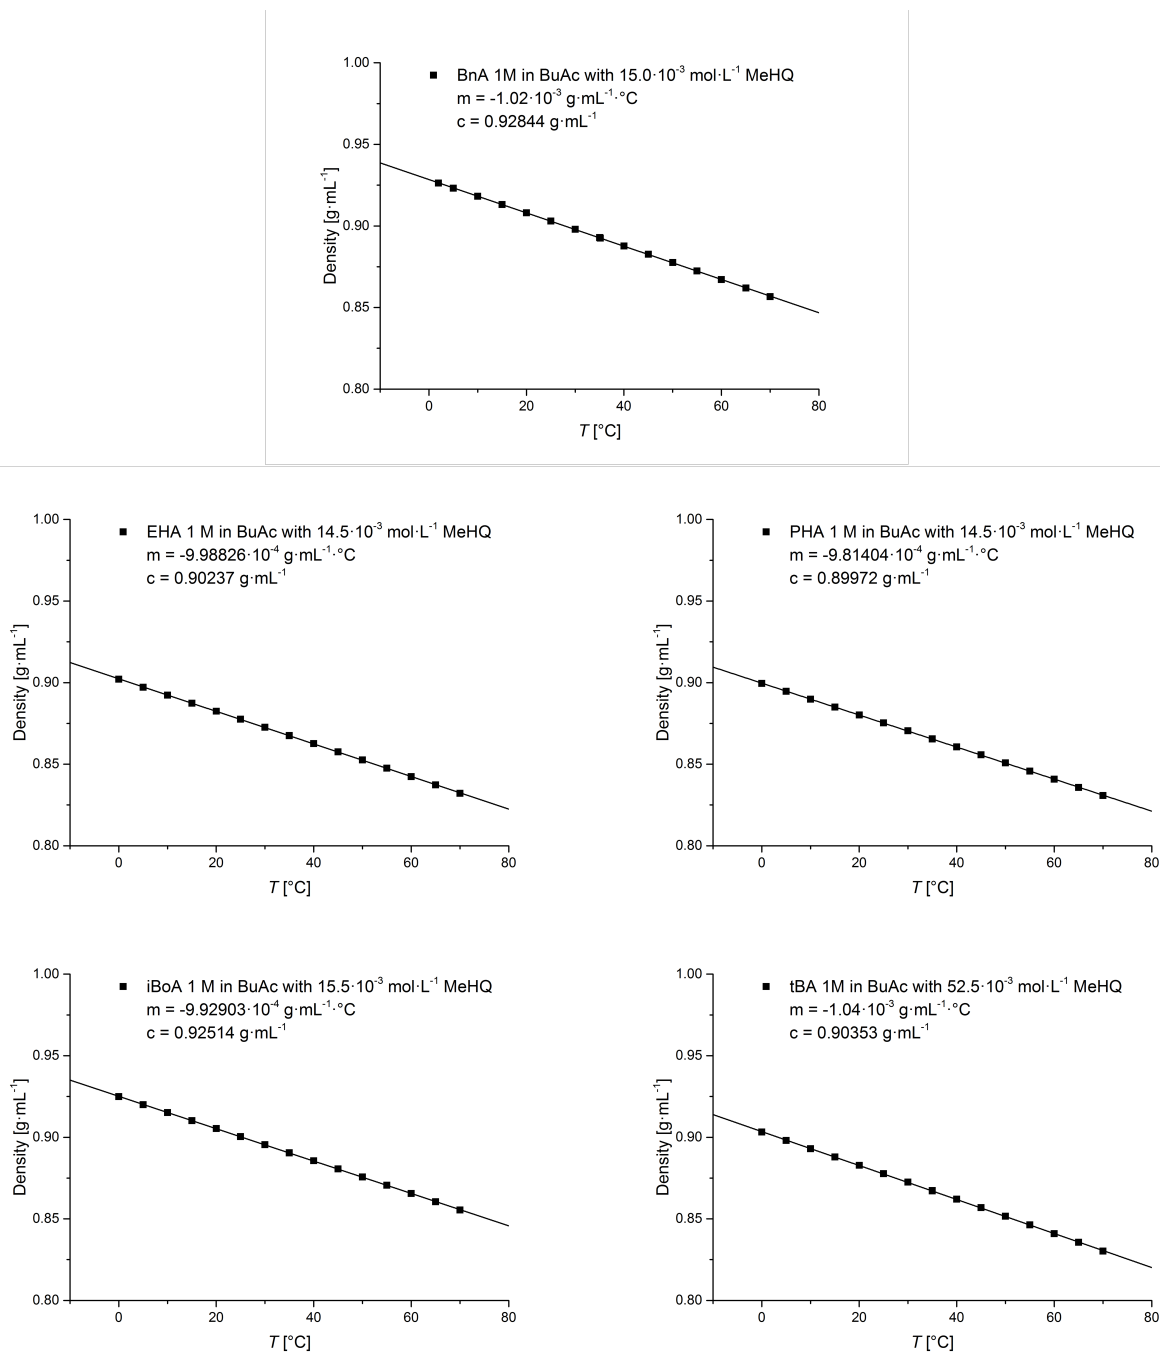 BnA 1M in BuAc with 15.0·10⁻³ mol·L⁻¹ MeHQ
m = -1.02·10⁻³ g·mL⁻¹·°C
c = 0.92844 g·mL⁻¹
1.00
0.95
0.90
0.85
0.80
Density [g·mL⁻¹]
0 20 40 60 80
T [°C]
EHA 1 M in BuAc with 14.5·10⁻³ mol·L⁻¹ MeHQ
m = -9.98826·10⁻⁴ g·mL⁻¹·°C
c = 0.90237 g·mL⁻¹
1.00
0.95
0.90
0.85
0.80
Density [g·mL⁻¹]
0 20 40 60 80
T [°C]
PHA 1 M in BuAc with 14.5·10⁻³ mol·L⁻¹ MeHQ
m = -9.81404·10⁻⁴ g·mL⁻¹·°C
c = 0.89972 g·mL⁻¹
1.00
0.95
0.90
0.85
0.80
Density [g·mL⁻¹]
0 20 40 60 80
T [°C]
iBoA 1 M in BuAc with 15.5·10⁻³ mol·L⁻¹ MeHQ
m = -9.92903·10⁻⁴ g·mL⁻¹·°C
c = 0.92514 g·mL⁻¹
1.00
0.95
0.90
0.85
0.80
Density [g·mL⁻¹]
0 20 40 60 80
T [°C]
tBA 1M in BuAc with 52.5·10⁻³ mol·L⁻¹ MeHQ
m = -1.04·10⁻³ g·mL⁻¹·°C
c = 0.90353 g·mL⁻¹
1.00
0.95
0.90
0.85
0.80
Density [g·mL⁻¹]
0 20 40 60 80
T [°C]